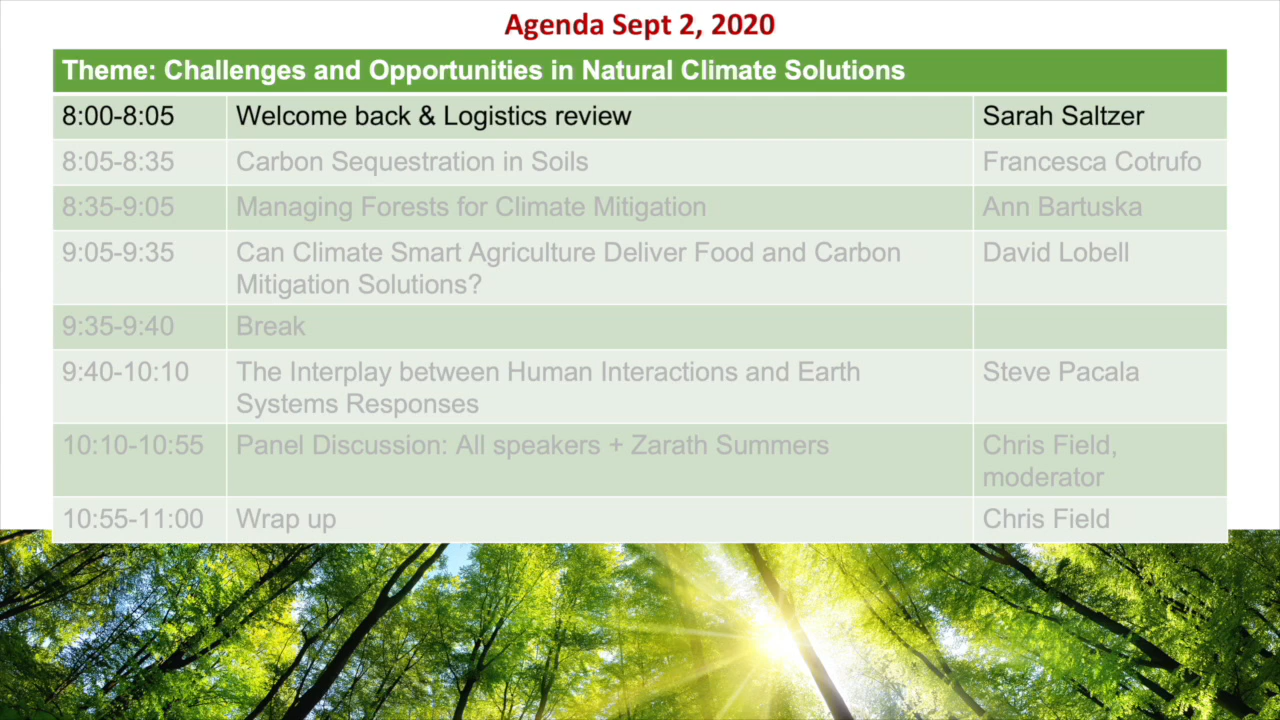 Agenda Sept 2, 2020
Theme: Challenges and Opportunities in Natural Climate Solutions
8:00-8:05 Welcome back & Logistics review Sarah Saltzer
8:05-8:35 Carbon Sequestration in Soils Francesca Cotrufo
8:35-9:05 Managing Forests for Climate Mitigation Ann Bartuska
9:05-9:35 Can Climate Smart Agriculture Deliver Food and Carbon David Lobell
Mitigation Solutions?
9:35-9:40 Break
9:40-10:10 The Interplay between Human Interactions and Earth Steve Pacala
Systems Responses
10:10-10:55 Panel Discussion: All speakers + Zarath Summers Chris Field,
moderator
10:55-11:00 Wrap up Chris Field